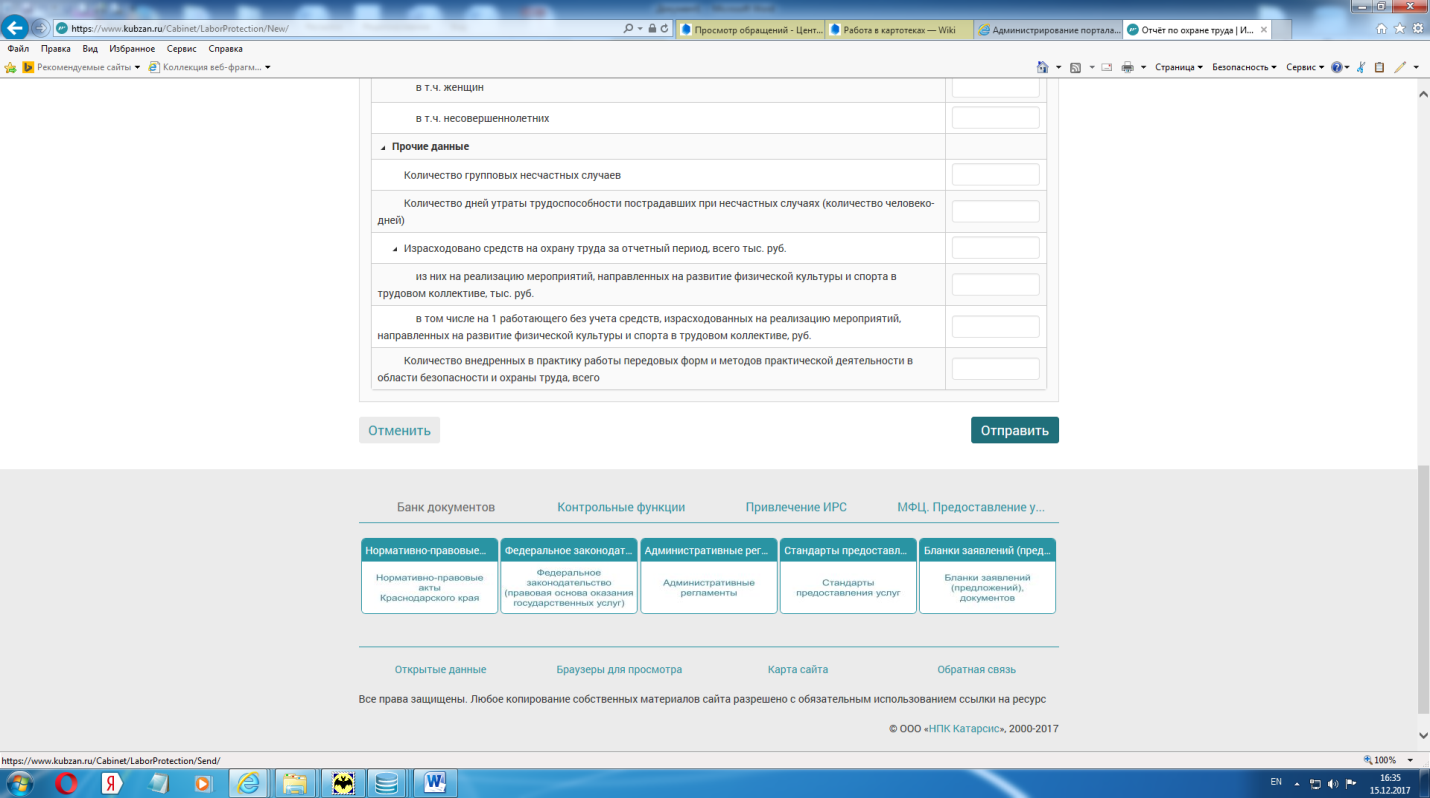 https://www.kubzan.ru/Cabinet/LaborProtection/New/
Просмотр обращений - Цент...
Работа в картотеках — Wiki
Администрирование портала...
Отчёт по охране труда | И...
Файл Правка Вид Избранное Сервис Справка
Рекомендуемые сайты
Коллекция веб-фрагм...
Страница Безопасность Сервис
в т.ч. женщин
в т.ч. несовершеннолетних
Прочие данные
Количество групповых несчастных случаев
Количество дней утраты трудоспособности пострадавших при несчастных случаях (количество человеко-
дней)
Израсходовано средств на охрану труда за отчетный период, всего тыс. руб.
из них на реализацию мероприятий, направленных на развитие физической культуры и спорта в
трудовом коллективе, тыс. руб.
в том числе на 1 работающего без учета средств, израсходованных на реализацию мероприятий,
направленных на развитие физической культуры и спорта в трудовом коллективе, руб.
Количество внедренных в практику работы передовых форм и методов практической деятельности в
области безопасности и охраны труда, всего
Отменить
Отправить
Банк документов
Контрольные функции
Привлечение ИРС
МФЦ. Предоставление у...
Нормативно-правовые...
Федеральное законодат...
Административные рег...
Стандарты предоставл...
Бланки заявлений (пред...
Нормативно-правовые
акты
Краснодарского края
Федеральное
законодательство
(правовая основа оказания
государственных услуг)
Административные
регламенты
Стандарты
предоставления услуг
Бланки заявлений
(предложений),
документов
Открытые данные
Браузеры для просмотра
Карта сайта
Обратная связь
Все права защищены. Любое копирование собственных материалов сайта разрешено с обязательным использованием ссылки на ресурс
© ООО «НПК Катарсис», 2000-2017
https://www.kubzan.ru/Cabinet/LaborProtection/Send/
100%
EN
16:35
15.12.2017